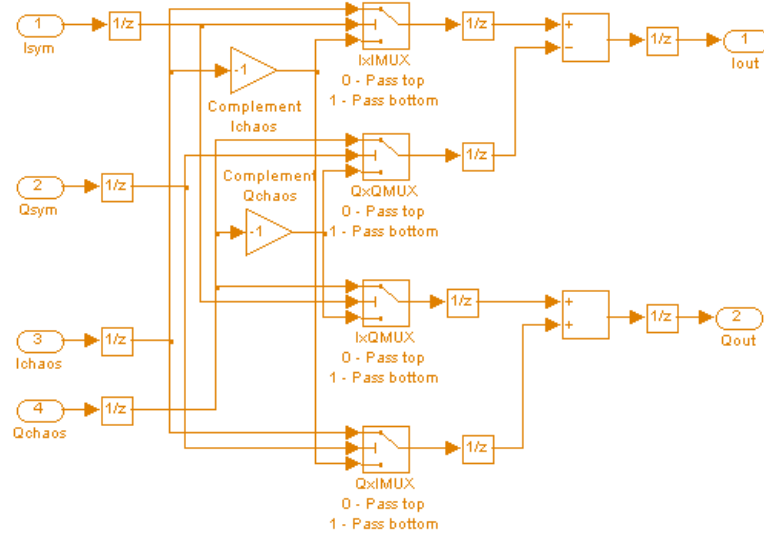 1
Isym
1/z
-1
Complement
Ichaos
IxIMUX
0 - Pass top
1 - Pass bottom
1/z
+
−
1/z
1
Iout
2
Qsym
1/z
Complement
Qchaos
-1
QxQMUX
0 - Pass top
1 - Pass bottom
1/z
3
Ichaos
1/z
IxQMUX
0 - Pass top
1 - Pass bottom
1/z
+
+
1/z
2
Qout
4
Qchaos
1/z
QxIMUX
0 - Pass top
1 - Pass bottom
1/z